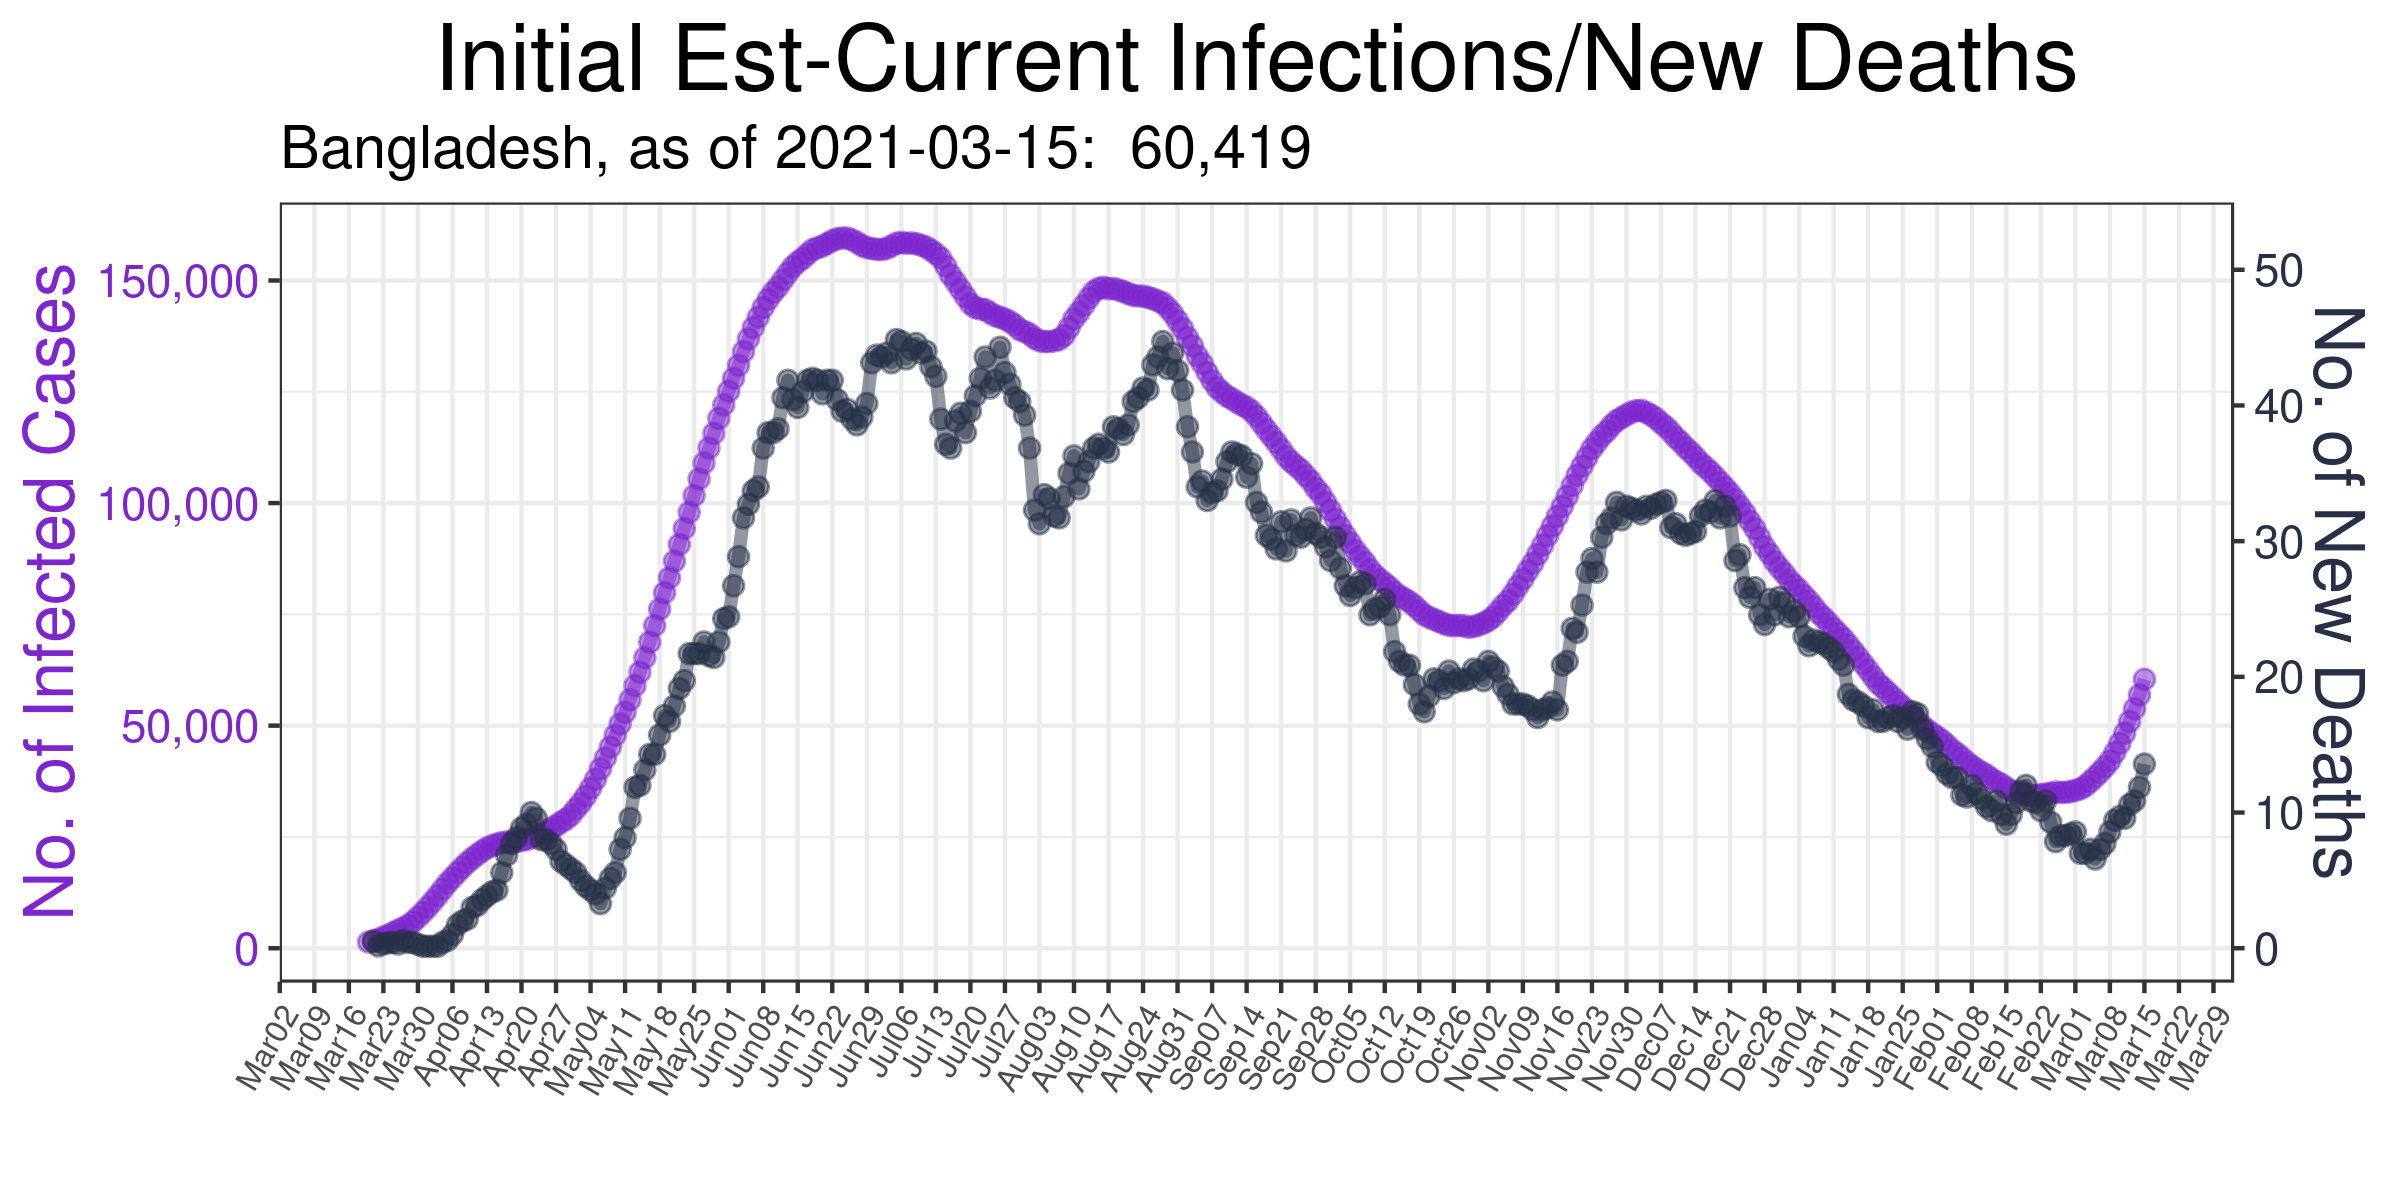 Initial Est-Current Infections/New Deaths
Bangladesh, as of 2021-03-15:  60,419
No. of Infected Cases
150,000
100,000
50,000
0
50
40
30
20
10
0
No. of New Deaths
Mar02
Mar09
Mar16
Mar23
Mar30
Apr06
Apr13
Apr20
Apr27
May04
May11
May18
May25
Jun01
Jun08
Jun15
Jun22
Jun29
Jul06
Jul13
Jul20
Jul27
Aug03
Aug10
Aug17
Aug24
Aug31
Sep07
Sep14
Sep21
Sep28
Oct05
Oct12
Oct19
Oct26
Nov02
Nov09
Nov16
Nov23
Nov30
Dec07
Dec14
Dec21
Dec28
Jan04
Jan11
Jan18
Jan25
Feb01
Feb08
Feb15
Feb22
Mar01
Mar08
Mar15
Mar22
Mar29